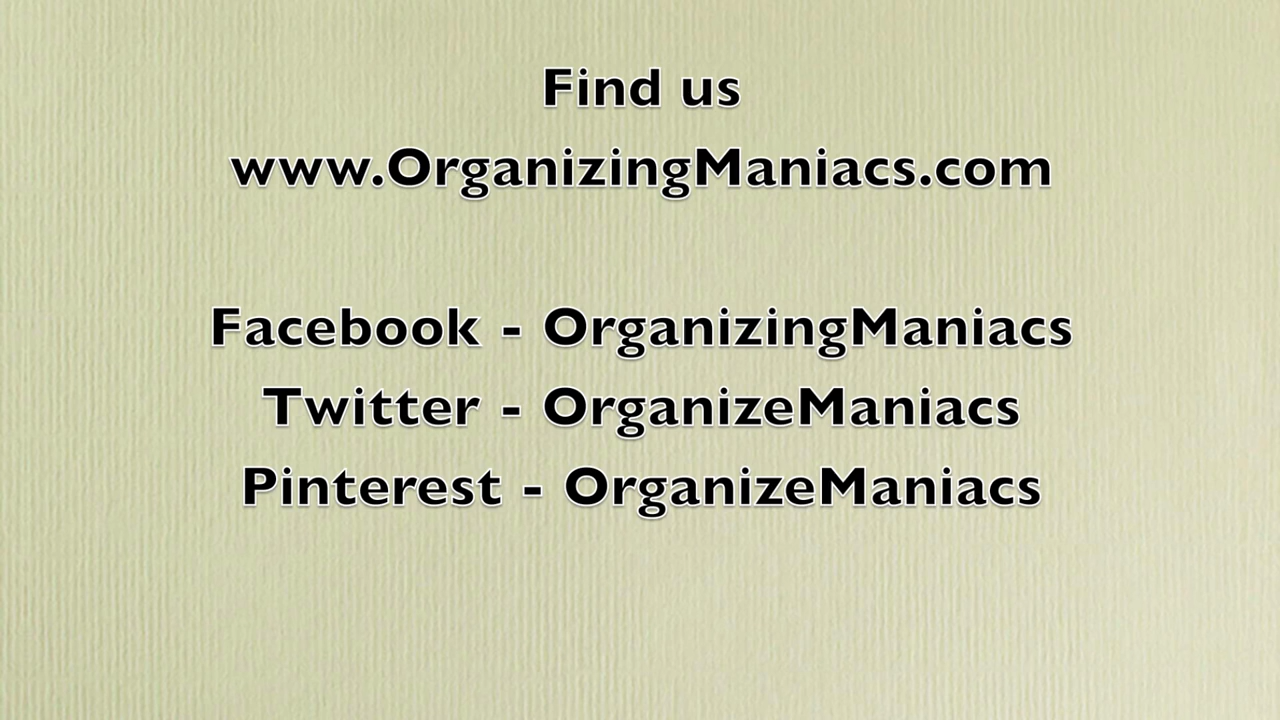 Find us
www.OrganizingManiacs.com
Facebook - OrganizingManiacs
Twitter - OrganizeManiacs
Pinterest - OrganizeManiacs